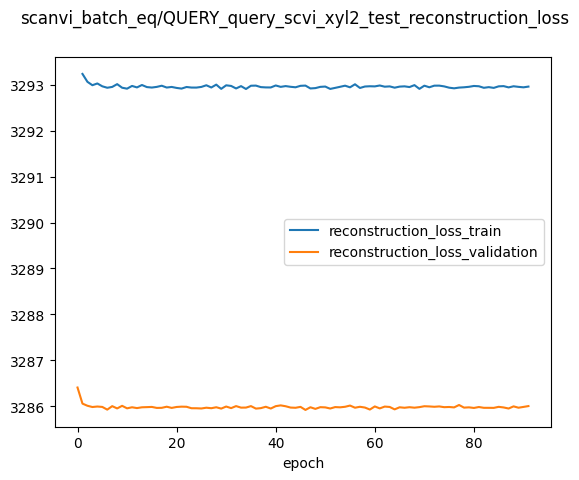 scanvi_batch_eq/QUERY_query_scvi_xyl2_test_reconstruction_loss
3293
3292
3291
3290
3289
3288
3287
3286
reconstruction_loss_train
reconstruction_loss_validation
0 20 40 60 80
epoch